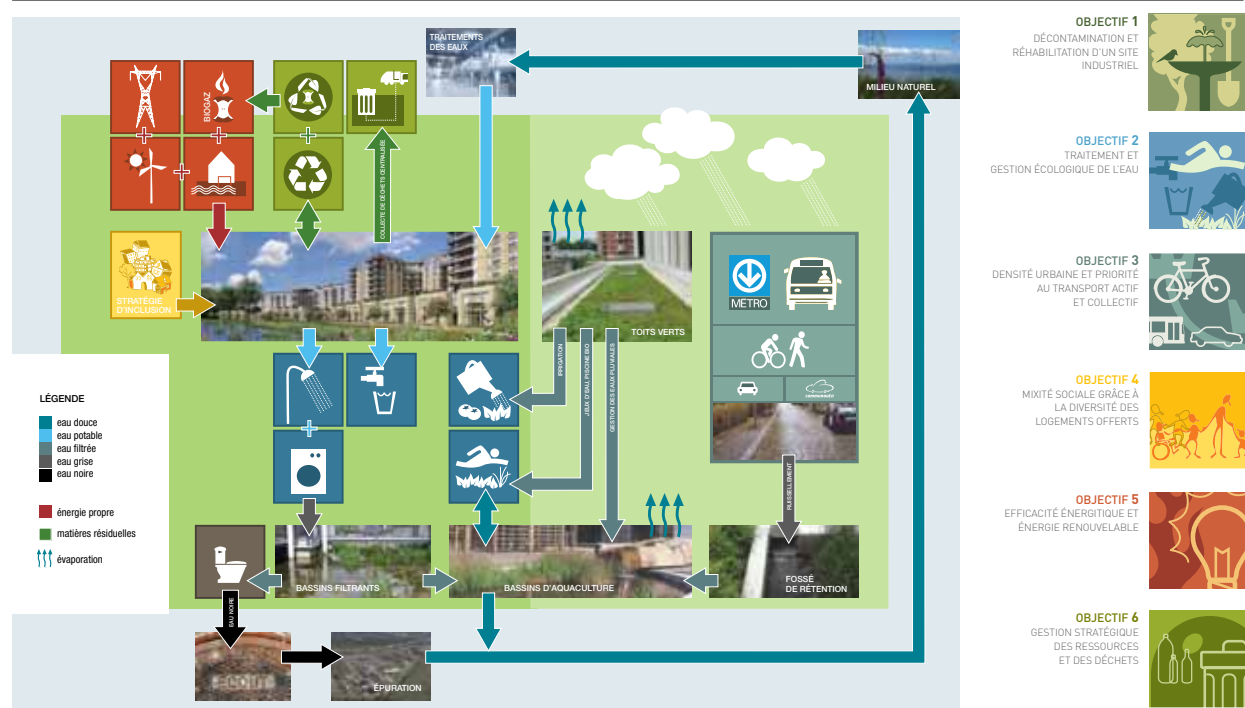 TRAITEMENTS
DES EAUX
MILIEU NATUREL
BIOGAZ
COLLECTE DE DÉCHETS CENTRALISÉE
STRATÉGIE
D'INCLUSION
TOITS VERTS
MÉTRO
IRRIGATION
JEUX D'EAU, PISCINE BIO
GESTION DES EAUX PLUVIALES
communauto
RUISSELLEMENT
BASSINS FILTRANTS
BASSINS D'AQUACULTURE
FOSSÉ
DE RÉTENTION
EAU NOIRE
ÉGOUT
ÉPURATION
LÉGENDE
eau douce
eau potable
eau filtrée
eau grise
eau noire
énergie propre
matières résiduelles
évaporation
OBJECTIF 1
DÉCONTAMINATION ET
RÉHABILITATION D'UN SITE
INDUSTRIEL
OBJECTIF 2
TRAITEMENT ET
GESTION ÉCOLOGIQUE DE L'EAU
OBJECTIF 3
DENSITÉ URBAINE ET PRIORITÉ
AU TRANSPORT ACTIF
ET COLLECTIF
OBJECTIF 4
MIXITÉ SOCIALE GRÂCE À
LA DIVERSITÉ DES
LOGEMENTS OFFERTS
OBJECTIF 5
EFFICACITÉ ÉNERGITIQUE ET
ÉNERGIE RENOUVELABLE
OBJECTIF 6
GESTION STRATÉGIQUE
DES RESSOURCES
ET DES DÉCHETS